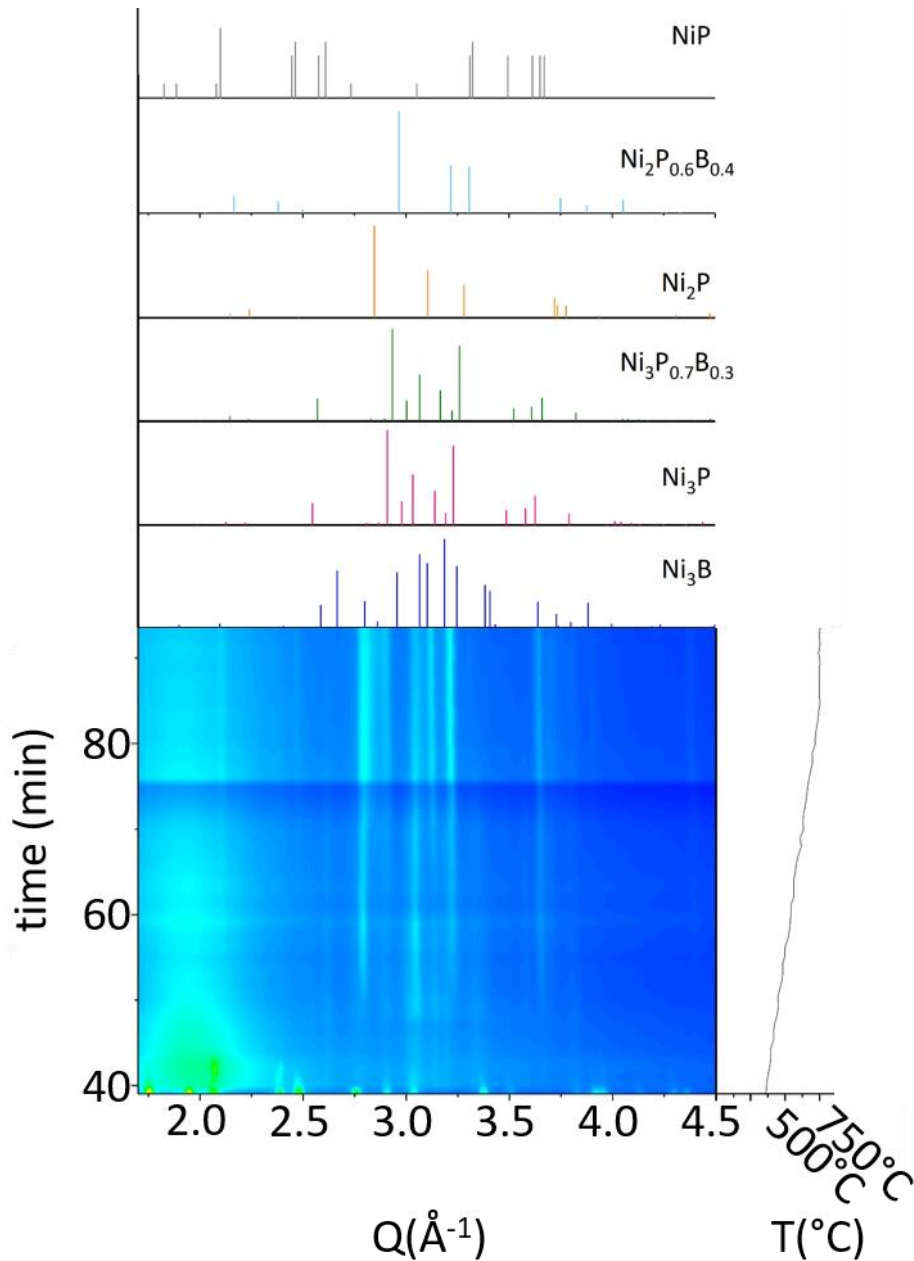 NiP
Ni₂P₀.₆B₀.₄
Ni₂P
Ni₃P₀.₇B₀.₃
Ni₃P
Ni₃B
time (min)
80
60
40
2.0 2.5 3.0 3.5 4.0 4.5
500°C
750°C
Q(Å⁻¹)
T(°C)